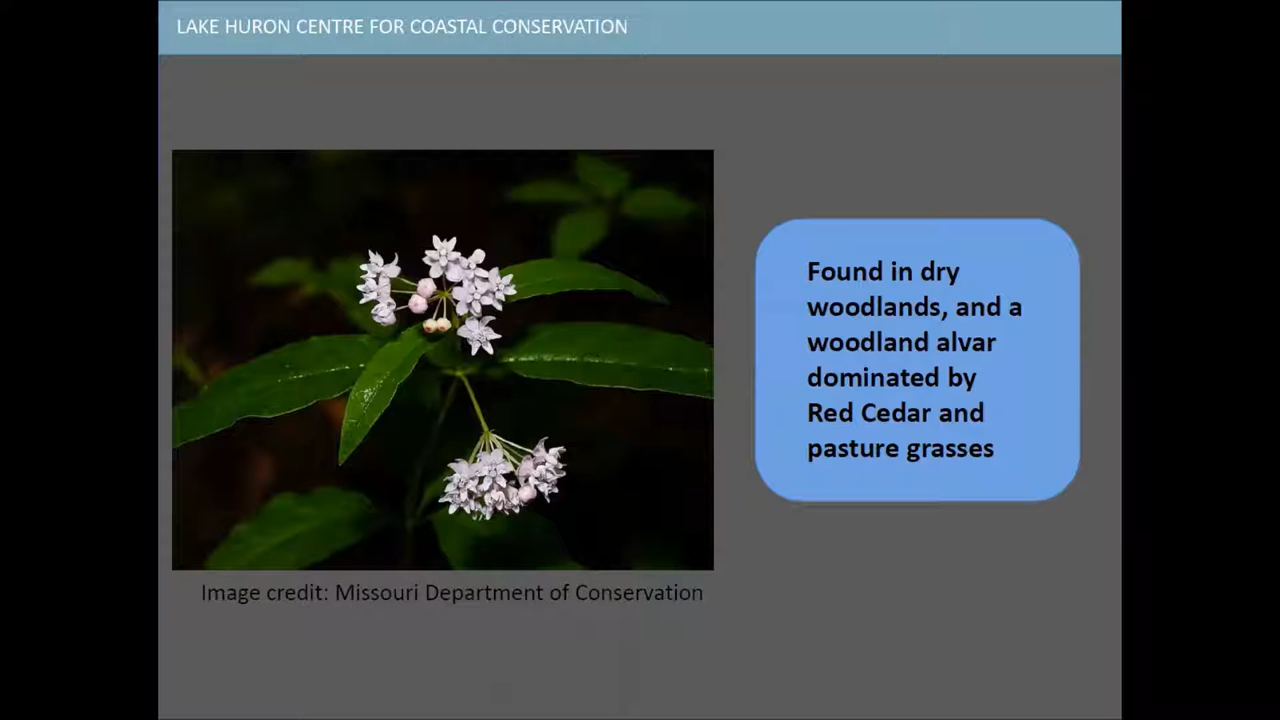 LAKE HURON CENTRE FOR COASTAL CONSERVATION
Found in dry
woodlands, and a
woodland alvar
dominated by
Red Cedar and
pasture grasses
Image credit: Missouri Department of Conservation